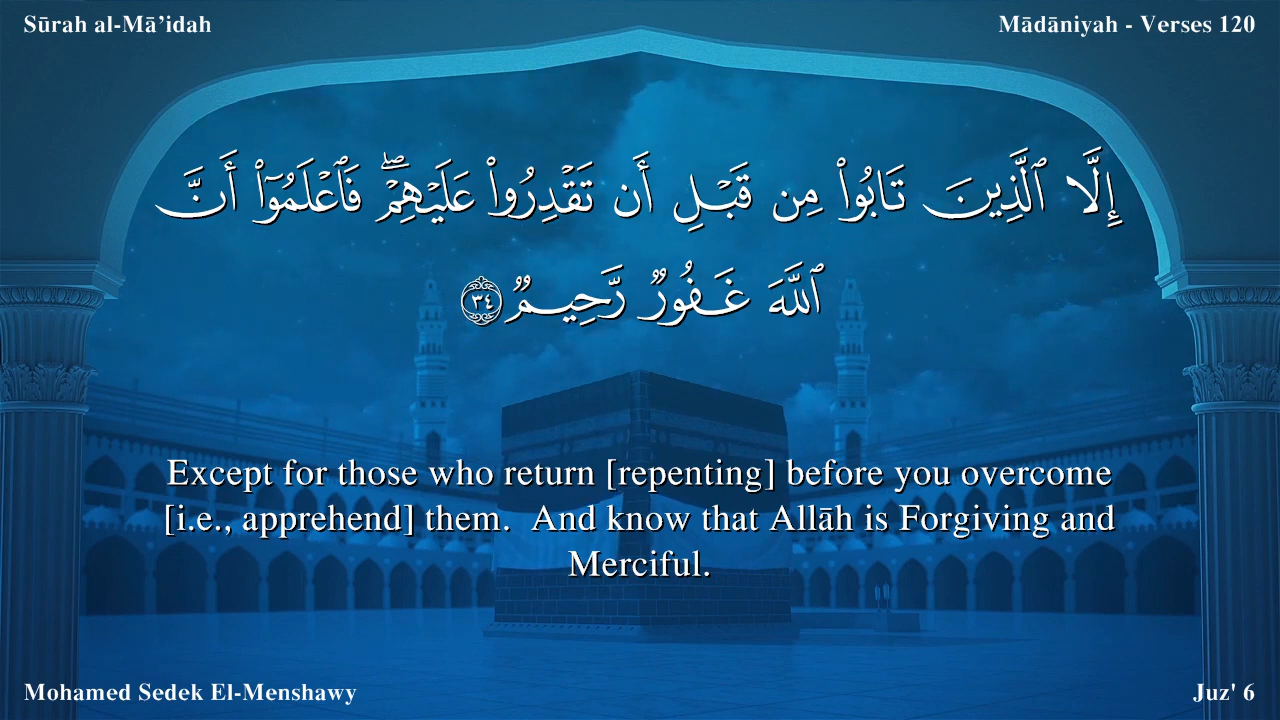 Sūrah al-Mā’idah
Mādāniyah - Verses 120
إِلَّا ٱلَّذِينَ تَابُوا۟ مِن قَبْلِ أَن تَقْدِرُوا۟ عَلَيْهِمْ ۖ فَٱعْلَمُوٓا۟ أَنَّ
ٱللَّهَ غَفُورٌ رَّحِيمٌ ٣٤
Except for those who return [repenting] before you overcome
[i.e., apprehend] them.  And know that Allāh is Forgiving and
Merciful.
Mohamed Sedek El-Menshawy
Juz' 6